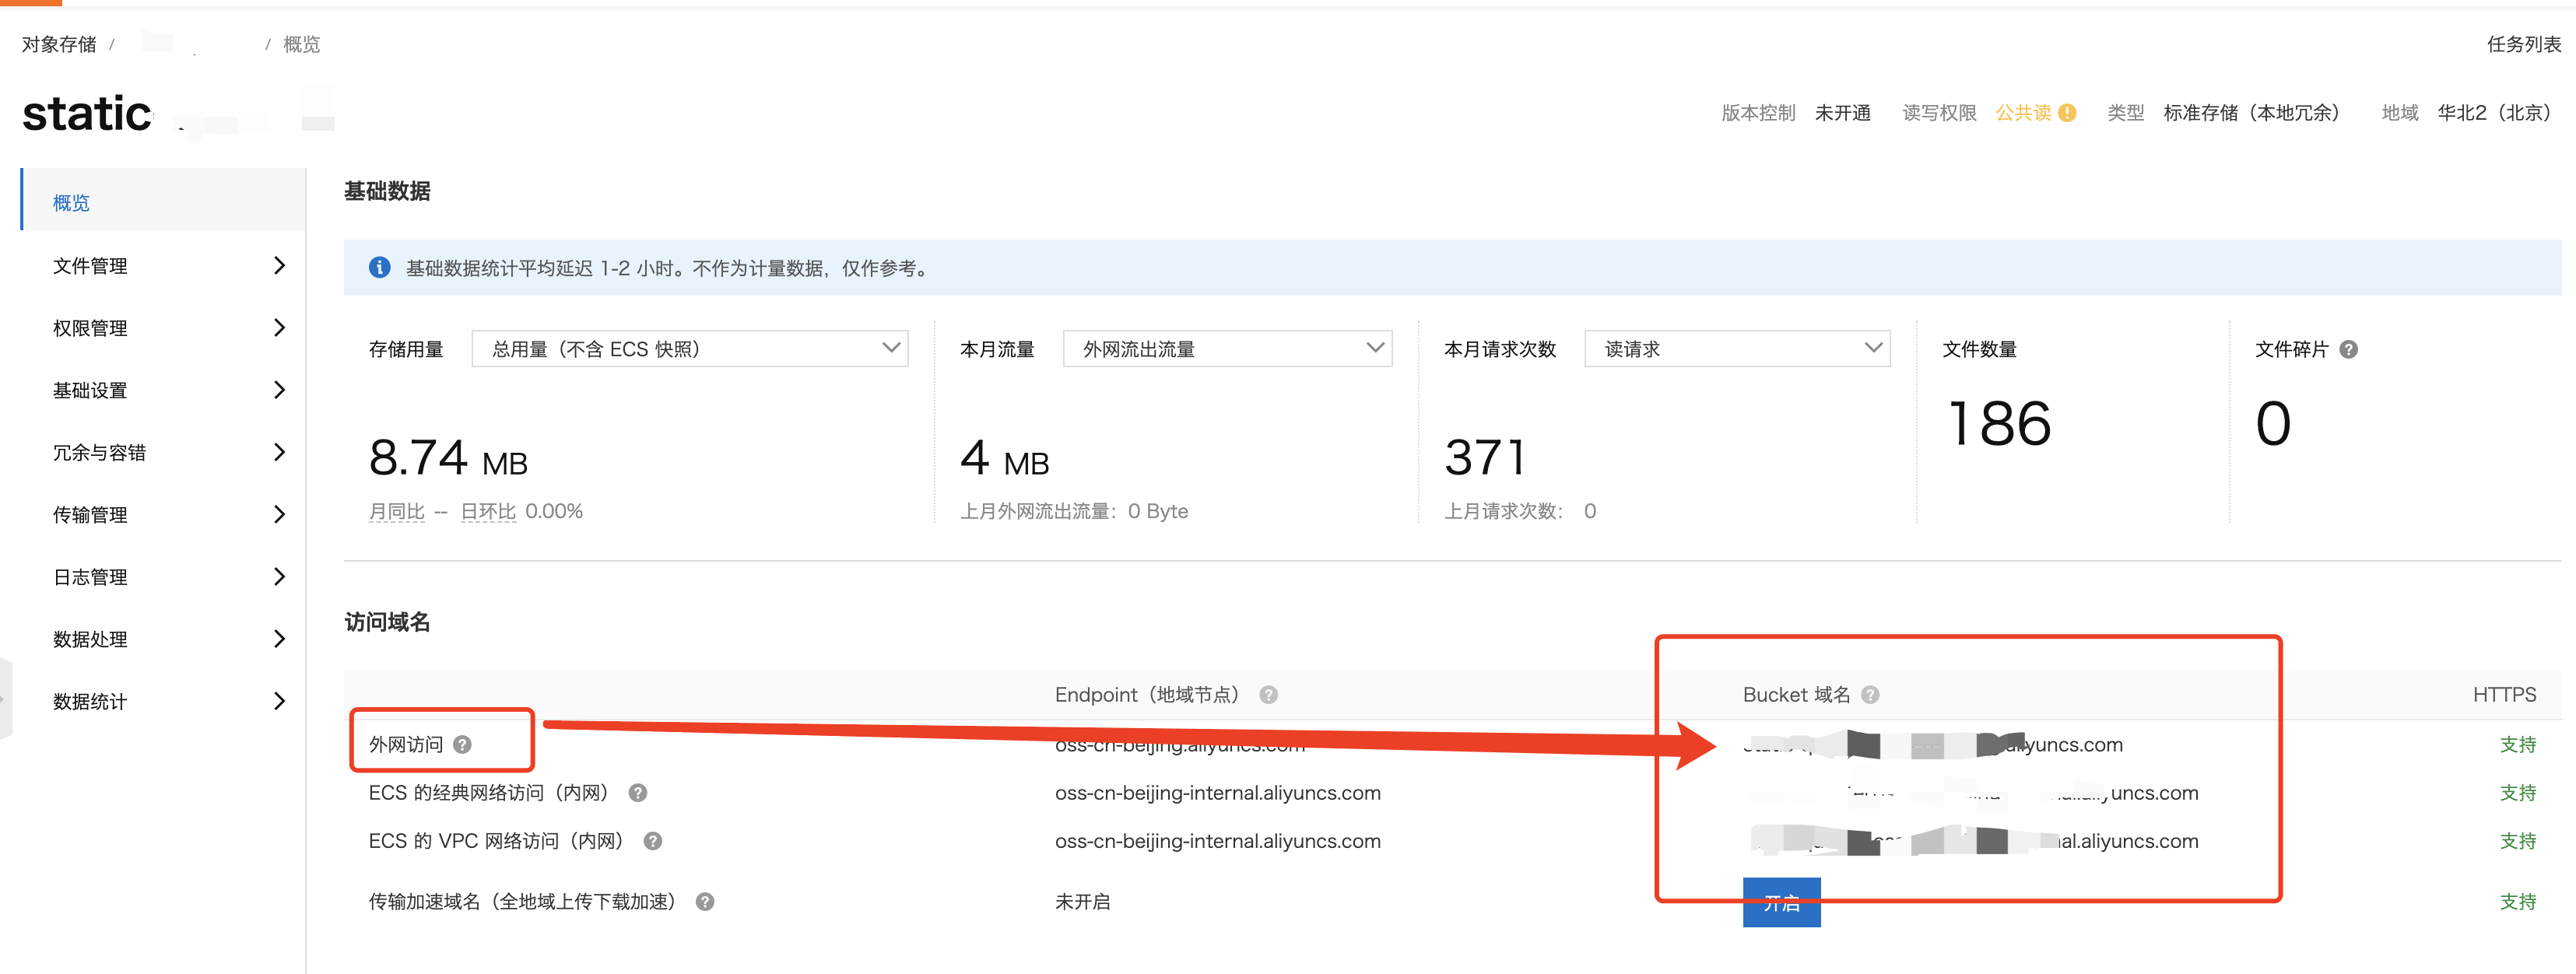 对象存储 / / 概览
任务列表
static
版本控制 未开通 读写权限 公共读 类型 标准存储（本地冗余） 地域 华北2（北京）
概览
文件管理
权限管理
基础设置
冗余与容错
传输管理
日志管理
数据处理
数据统计
基础数据
基础数据统计平均延迟 1-2 小时。不作为计量数据，仅作参考。
存储用量 总用量（不含 ECS 快照）
8.74 MB
月同比 -- 日环比 0.00%
本月流量 外网流出流量
4 MB
上月外网流出流量：0 Byte
本月请求次数 读请求
371
上月请求次数： 0
文件数量
186
文件碎片
0
访问域名
Endpoint（地域节点） Bucket 域名 HTTPS
外网访问 oss-cn-beijing.aliyuncs.com aliyuncs.com 支持
ECS 的经典网络访问（内网） oss-cn-beijing-internal.aliyuncs.com aliyuncs.com 支持
ECS 的 VPC 网络访问（内网） oss-cn-beijing-internal.aliyuncs.com nal.aliyuncs.com 支持
传输加速域名（全地域上传下载加速） 未开启 开启 支持